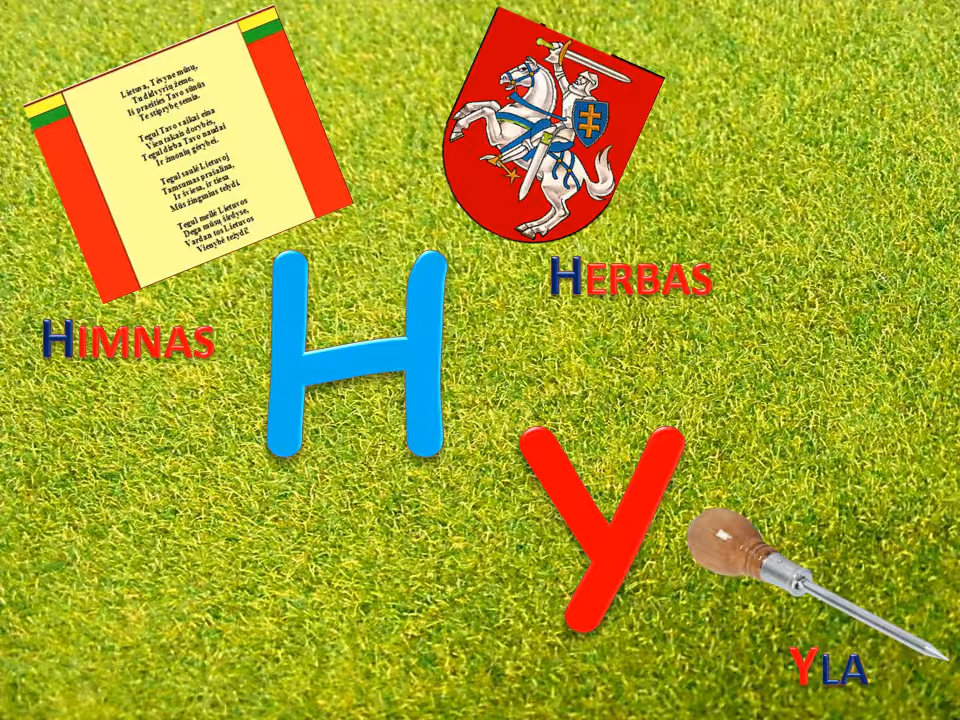 Lietuva, Tėvyne mūsų,
Tu didvyrių žeme,
Iš praeities Tavo sūnūs
Te stiprybę semia.
Tegul Tavo vaikai eina
Vien takais dorybės,
Tegul dirba Tavo naudai
Ir žmonių gėrybei.
Tegul saulė Lietuvoj
Tamsumas prašalina,
Ir šviesa, ir tiesa
Mūs žingsnius telydi.
Tegul meilė Lietuvos
Dega mūsų širdyse,
Vardan tos Lietuvos
Vienybė težydi!
HERBAS
HIMNAS
H
Y
YLA